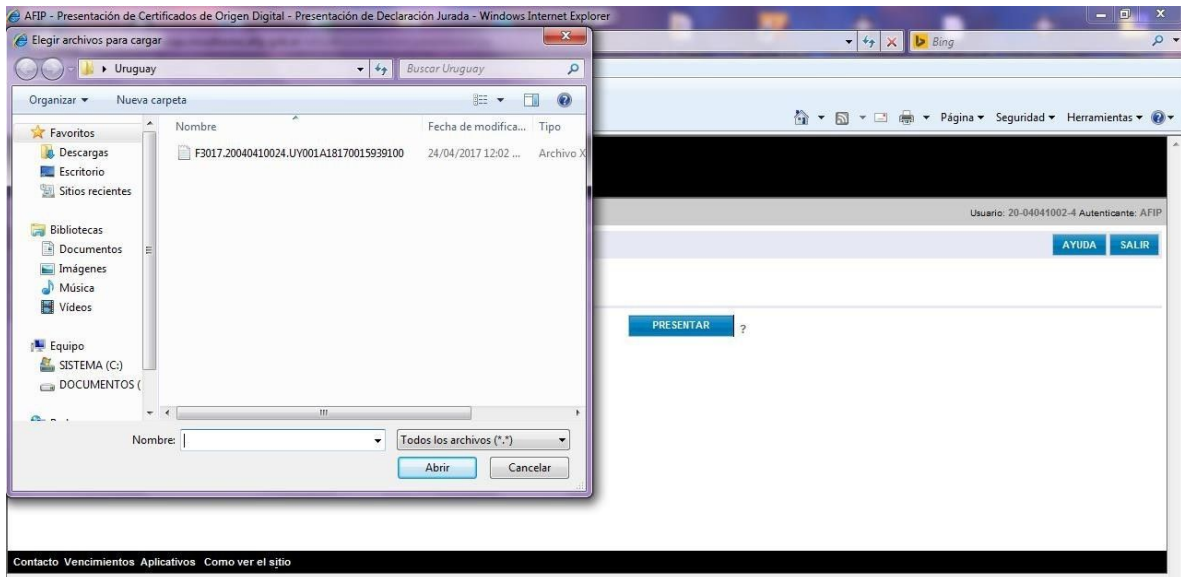 AFIP - Presentación de Certificados de Origen Digital - Presentación de Declaración Jurada - Windows Internet Explorer
Elegir archivos para cargar
Bing
Uruguay
Buscar Uruguay
Organizar
Nueva carpeta
Página
Seguridad
Herramientas
Favoritos
Descargas
Escritorio
Sitios recientes
Bibliotecas
Documentos
Imágenes
Música
Vídeos
Equipo
SISTEMA (C:)
DOCUMENTOS (
Nombre
Fecha de modifica...
Tipo
F3017.20040410024.UY001A18170015939100
24/04/2017 12:02 ...
Archivo X
Nombre:
Todos los archivos (*.*)
Abrir
Cancelar
Usuario: 20-04041002-4 Autenticante: AFIP
AYUDA
SALIR
PRESENTAR
?
Contacto Vencimientos Aplicativos Como ver el sitio